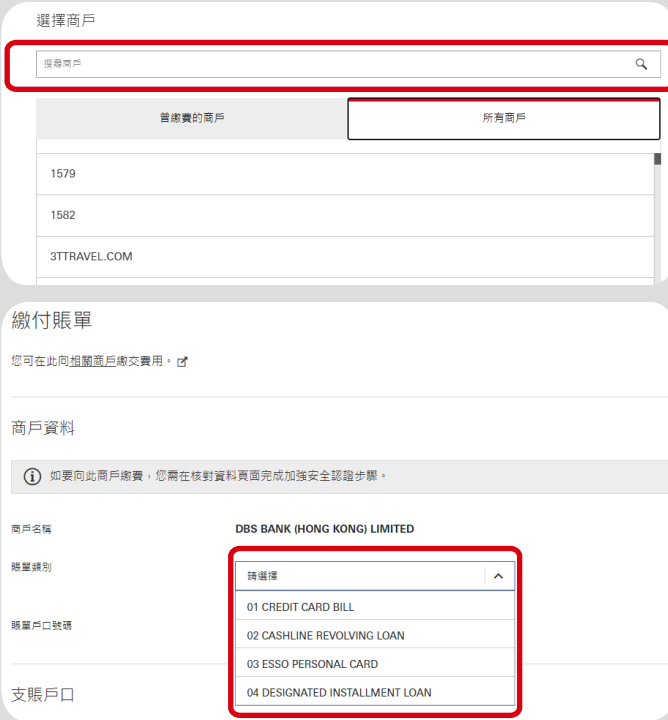 選擇商戶
搜尋商戶
曾繳費的商戶 所有商戶
1579
1582
3TTRAVEL.COM
繳付賬單
您可在此向相關商戶繳交費用。
商戶資料
如要向此商戶繳費，您需在核對資料頁面完成加強安全認證步驟。
商戶名稱 DBS BANK (HONG KONG) LIMITED
賬單類別 請選擇
01 CREDIT CARD BILL
賬單戶口號碼
02 CASHLINE REVOLVING LOAN
03 ESSO PERSONAL CARD
支賬戶口
04 DESIGNATED INSTALLMENT LOAN